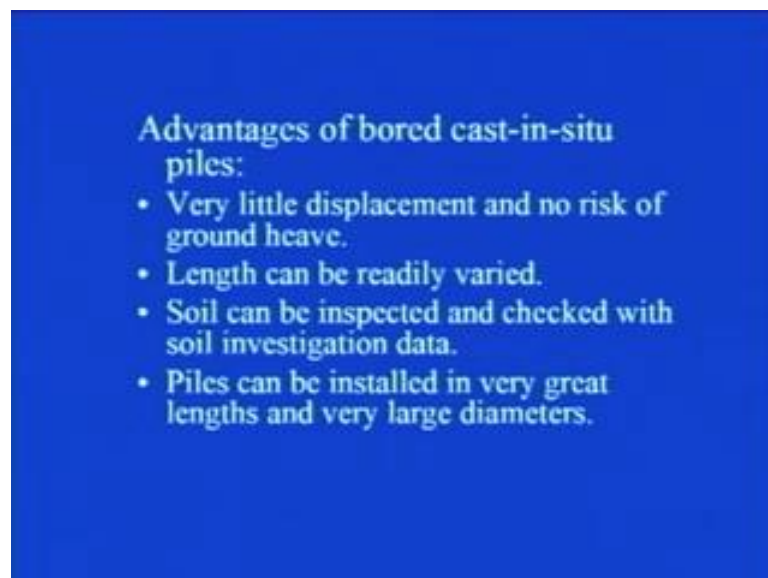 Advantages of bored cast-in-situ
piles:
• Very little displacement and no risk of
ground heave.
• Length can be readily varied.
• Soil can be inspected and checked with
soil investigation data.
• Piles can be installed in very great
lengths and very large diameters.